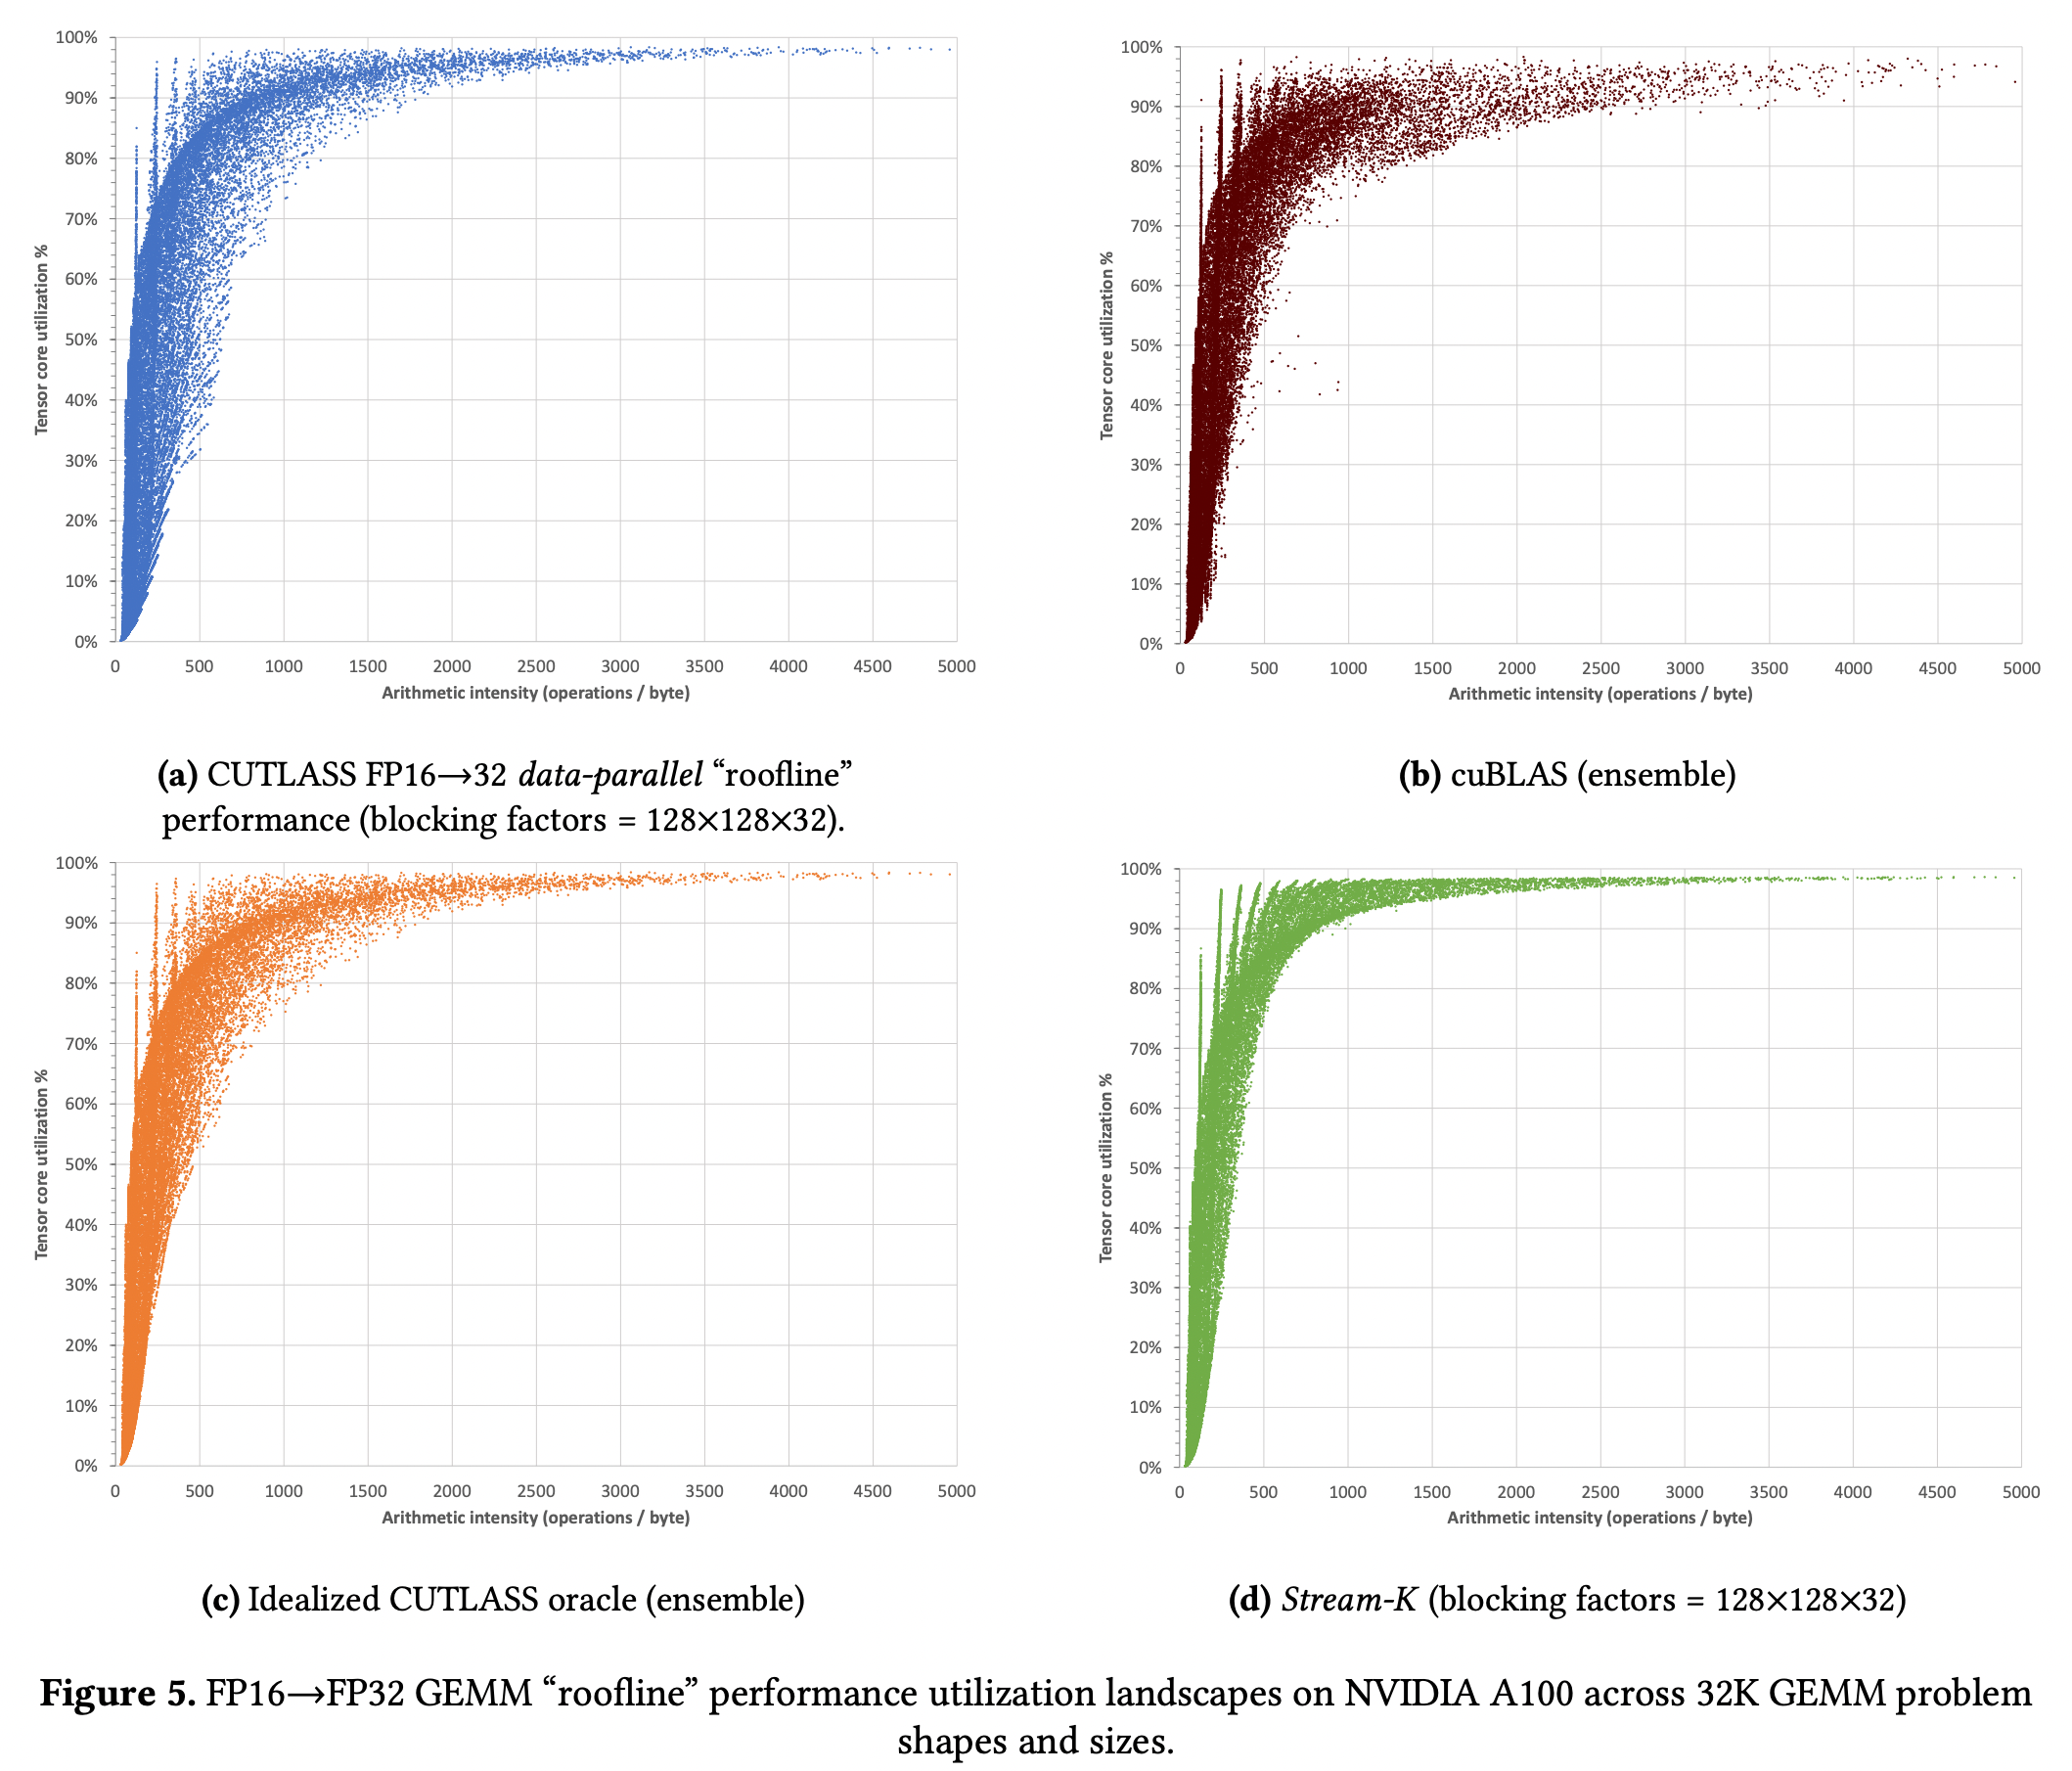 100%
90%
80%
70%
60%
50%
40%
30%
20%
10%
0%
Tensor core utilization %
0 500 1000 1500 2000 2500 3000 3500 4000 4500 5000
Arithmetic intensity (operations / byte)
(a) CUTLASS FP16→32 data-parallel “roofline”
performance (blocking factors = 128×128×32).
100%
90%
80%
70%
60%
50%
40%
30%
20%
10%
0%
Tensor core utilization %
0 500 1000 1500 2000 2500 3000 3500 4000 4500 5000
Arithmetic intensity (operations / byte)
(b) cuBLAS (ensemble)
100%
90%
80%
70%
60%
50%
40%
30%
20%
10%
0%
Tensor core utilization %
0 500 1000 1500 2000 2500 3000 3500 4000 4500 5000
Arithmetic intensity (operations / byte)
(c) Idealized CUTLASS oracle (ensemble)
100%
90%
80%
70%
60%
50%
40%
30%
20%
10%
0%
Tensor core utilization %
0 500 1000 1500 2000 2500 3000 3500 4000 4500 5000
Arithmetic intensity (operations / byte)
(d) Stream-K (blocking factors = 128×128×32)
Figure 5. FP16→FP32 GEMM “roofline” performance utilization landscapes on NVIDIA A100 across 32K GEMM problem
shapes and sizes.